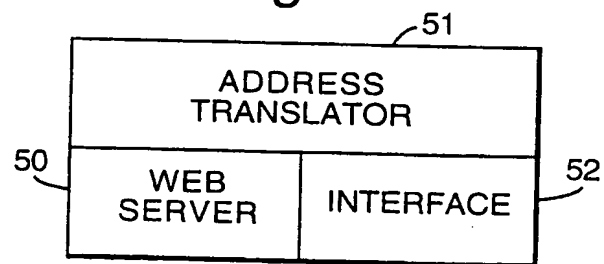 51
ADDRESS
TRANSLATOR
50
WEB
SERVER
INTERFACE
52